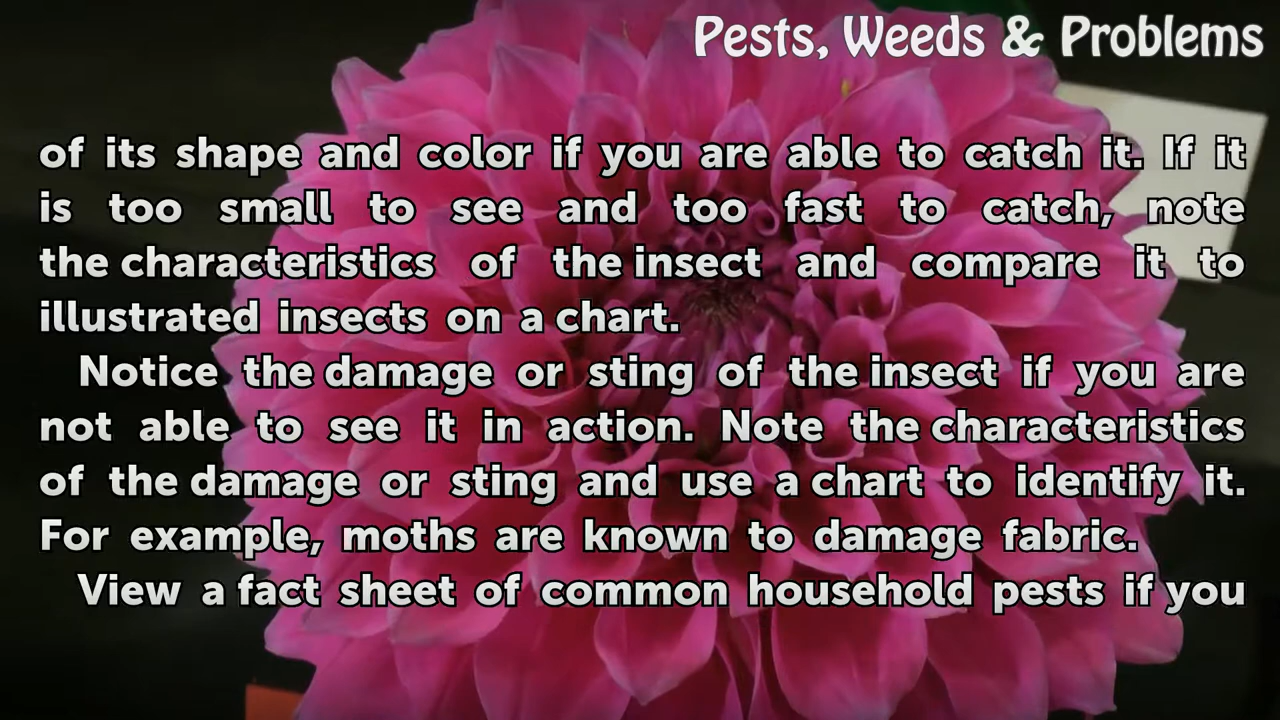 Pests, Weeds & Problems
of its shape and color if you are able to catch it. If it
is too small to see and too fast to catch, note
the characteristics of the insect and compare it to
illustrated insects on a chart.
Notice the damage or sting of the insect if you are
not able to see it in action. Note the characteristics
of the damage or sting and use a chart to identify it.
For example, moths are known to damage fabric.
View a fact sheet of common household pests if you